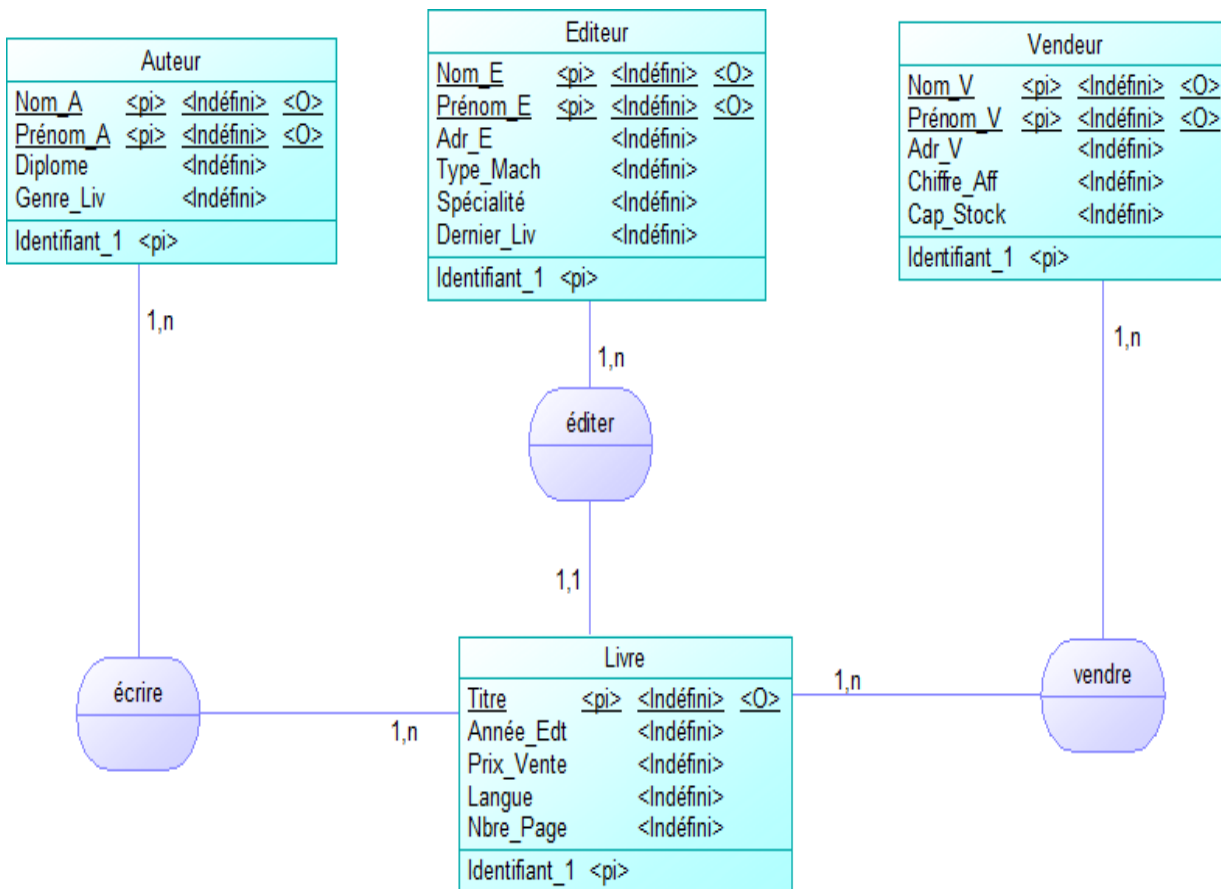 Auteur
Nom_A <pi> <Indéfini> <O>
Prénom_A <pi> <Indéfini> <O>
Diplome <Indéfini>
Genre_Liv <Indéfini>
Identifiant_1 <pi>
Editeur
Nom_E <pi> <Indéfini> <O>
Prénom_E <pi> <Indéfini> <O>
Adr_E <Indéfini>
Type_Mach <Indéfini>
Spécialité <Indéfini>
Dernier_Liv <Indéfini>
Identifiant_1 <pi>
Vendeur
Nom_V <pi> <Indéfini> <O>
Prénom_V <pi> <Indéfini> <O>
Adr_V <Indéfini>
Chiffre_Aff <Indéfini>
Cap_Stock <Indéfini>
Identifiant_1 <pi>
1,n
1,n
1,n
éditer
1,1
écrire
1,n
Livre
Titre <pi> <Indéfini> <O>
Année_Edt <Indéfini>
Prix_Vente <Indéfini>
Langue <Indéfini>
Nbre_Page <Indéfini>
Identifiant_1 <pi>
1,n
vendre